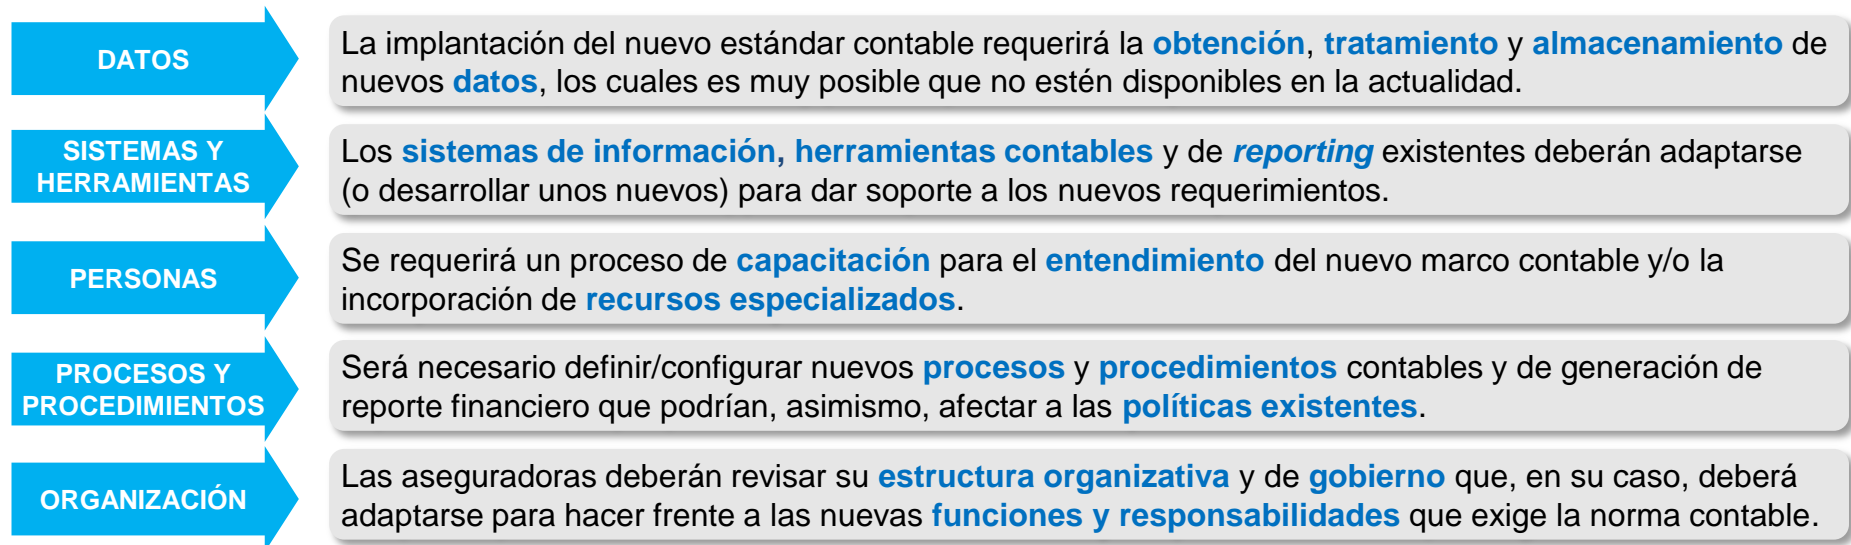 DATOS
La implantación del nuevo estándar contable requerirá la obtención, tratamiento y almacenamiento de
nuevos datos, los cuales es muy posible que no estén disponibles en la actualidad.
SISTEMAS Y
HERRAMIENTAS
Los sistemas de información, herramientas contables y de reporting existentes deberán adaptarse
(o desarrollar unos nuevos) para dar soporte a los nuevos requerimientos.
PERSONAS
Se requerirá un proceso de capacitación para el entendimiento del nuevo marco contable y/o la
incorporación de recursos especializados.
PROCESOS Y
PROCEDIMIENTOS
Será necesario definir/configurar nuevos procesos y procedimientos contables y de generación de
reporte financiero que podrían, asimismo, afectar a las políticas existentes.
ORGANIZACIÓN
Las aseguradoras deberán revisar su estructura organizativa y de gobierno que, en su caso, deberá
adaptarse para hacer frente a las nuevas funciones y responsabilidades que exige la norma contable.